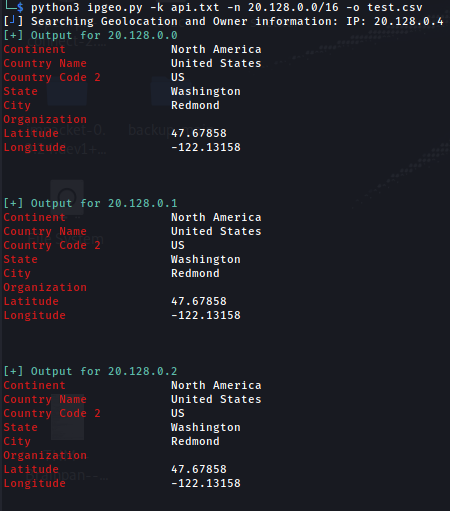 $ python3 ipgeo.py -k api.txt -n 20.128.0.0/16 -o test.csv
[┘] Searching Geolocation and Owner information: IP: 20.128.0.4
[+] Output for 20.128.0.0
Continent North America
Country Name United States
Country Code 2 US
State Washington
City Redmond
Organization
Latitude 47.67858
Longitude -122.13158
[+] Output for 20.128.0.1
Continent North America
Country Name United States
Country Code 2 US
State Washington
City Redmond
Organization
Latitude 47.67858
Longitude -122.13158
[+] Output for 20.128.0.2
Continent North America
Country Name United States
Country Code 2 US
State Washington
City Redmond
Organization
Latitude 47.67858
Longitude -122.13158